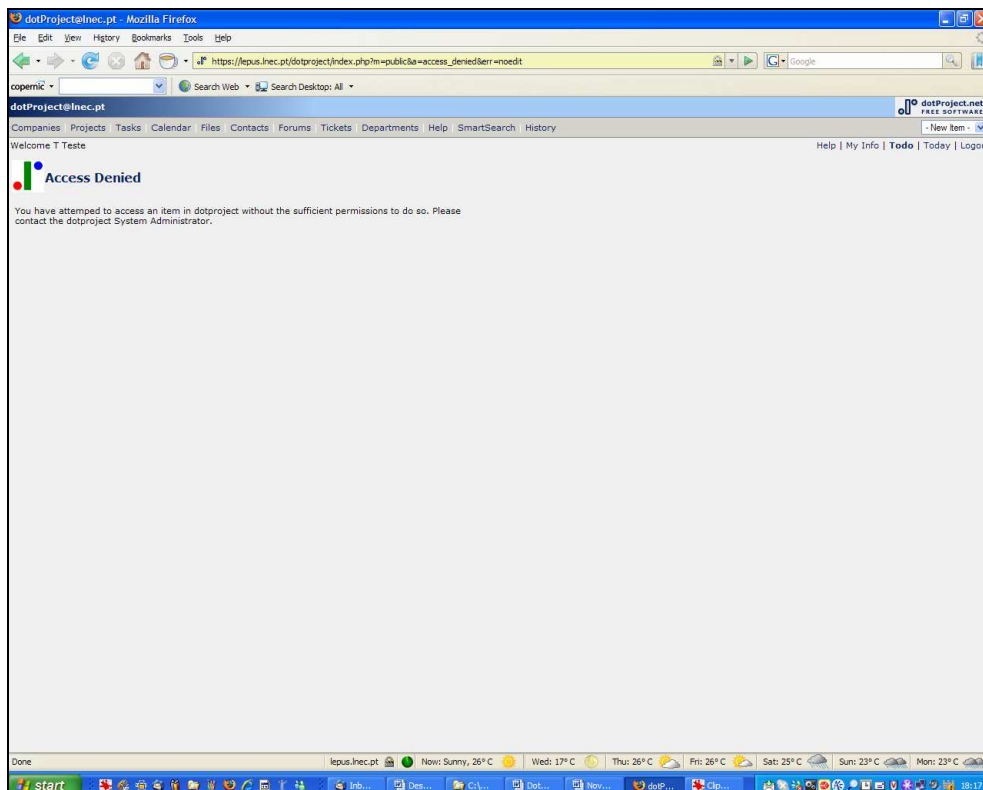 dotProject@lnec.pt - Mozilla Firefox
File Edit View History Bookmarks Tools Help
https://lepus.lnec.pt/dotproject/index.php?m=public&a=access_denied&err=noedit
G Google
copernic Search Web Search Desktop: All
dotProject@lnec.pt
dotProject.net
FREE SOFTWARE
Companies Projects Tasks Calendar Files Contacts Forums Tickets Departments Help SmartSearch History - New Item -
Welcome T Teste Help | My Info | Todo | Today | Logo
Access Denied
You have attemped to access an item in dotproject without the sufficient permissions to do so. Please
contact the dotproject System Administrator.
Done lepus.lnec.pt Now: Sunny, 26° C Wed: 17° C Thu: 26° C Fri: 26° C Sat: 25° C Sun: 23° C Mon: 23° C
start Inb... Des... C:\... Dot... Nov... dotP... Clp... 18:17